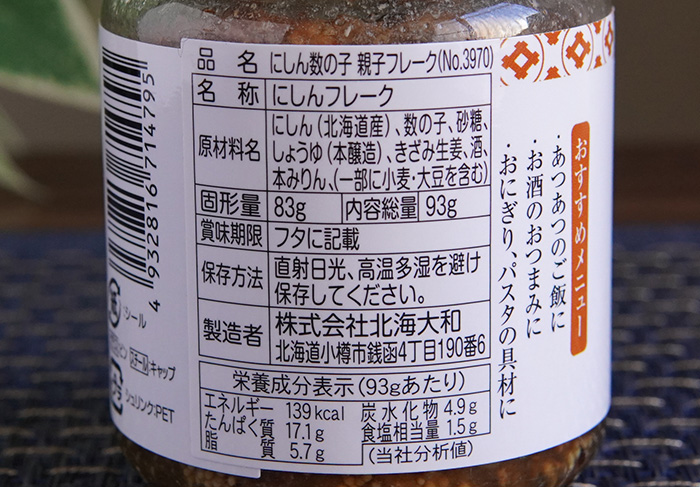 品名 にしん数の子 親子フレーク(No.3970)
名称 にしんフレーク
原材料名 にしん(北海道産)、数の子、砂糖、
しょうゆ(本醸造)、きざみ生姜、酒、
本みりん、(一部に小麦・大豆を含む)
固形量 83g 内容総量 93g
賞味期限 フタに記載
保存方法 直射日光、高温多湿を避け
保存してください。
製造者 株式会社北海大和
北海道小樽市銭函4丁目190番6
栄養成分表示(93gあたり)
エネルギー 139kcal 炭水化物 4.9g
たんぱく質 17.1g 食塩相当量 1.5g
脂質 5.7g (当社分析値)
おすすめメニュー
・あつあつのご飯に
・お酒のおつまみに
・おにぎり、パスタの具材に
4932816714795
シール
スチール キャップ
シュリンク:PET